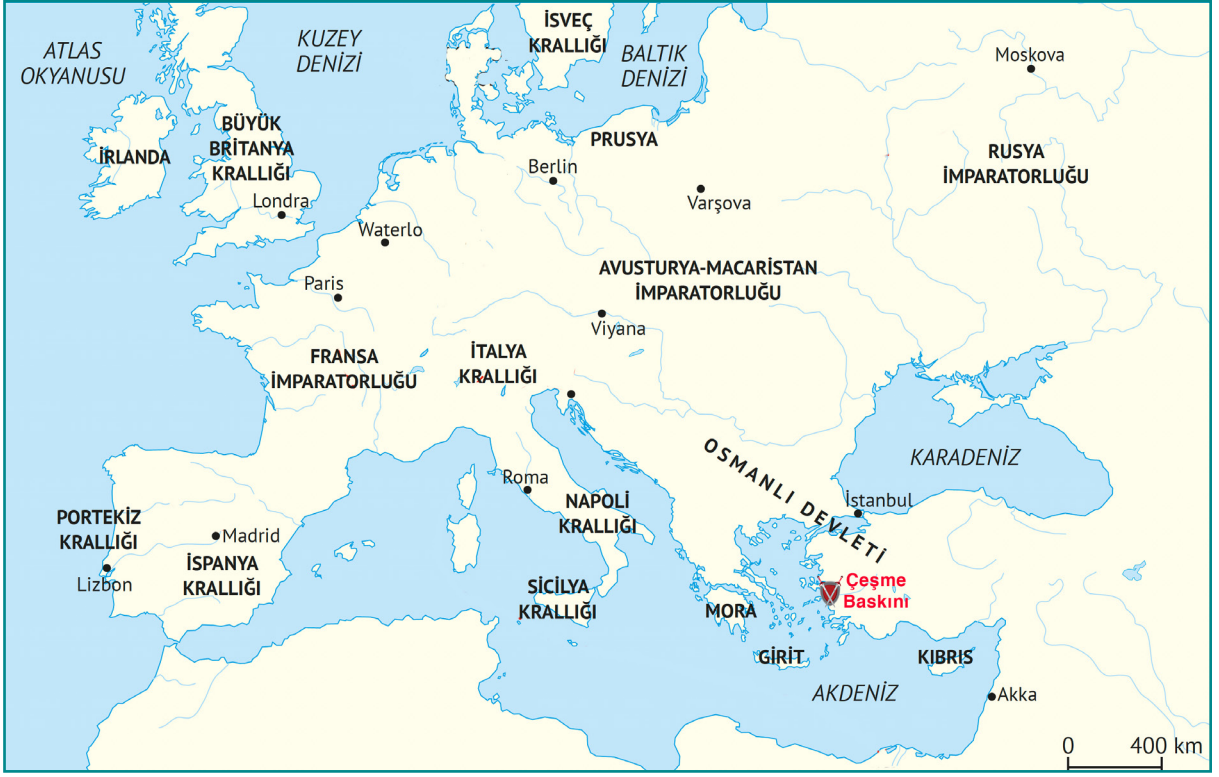 ATLAS
OKYANUSU
KUZEY
DENİZİ
İSVEÇ
KRALLIĞI
BALTIK
DENİZİ
Moskova
BÜYÜK
BRİTANYA
KRALLIĞI
İRLANDA
Londra
PRUSYA
Berlin
Varşova
RUSYA
İMPARATORLUĞU
Waterlo
Paris
AVUSTURYA-MACARİSTAN
İMPARATORLUĞU
Viyana
FRANSA
İMPARATORLUĞU
İTALYA
KRALLIĞI
OSMANLI DEVLETİ
KARADENİZ
İstanbul
Roma
NAPOLİ
KRALLIĞI
PORTEKİZ
KRALLIĞI
Madrid
İSPANYA
KRALLIĞI
Lizbon
SİCİLYA
KRALLIĞI
MORA
Çeşme
Baskını
GİRİT
KIBRIS
AKDENİZ
Akka
0 400 km